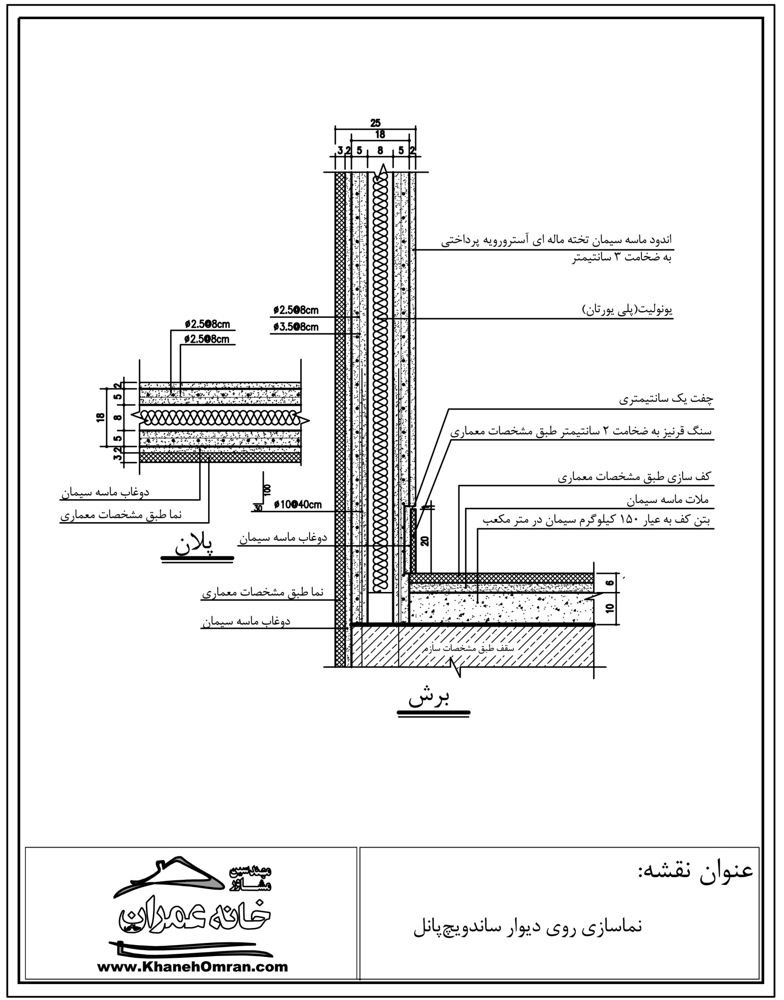 25
18
3 2 5 8 5 2
اندود ماسه سیمان تخته ماله ای آسترورویه پرداختی
به ضخامت ۳ سانتیمتر
یونولیت(پلی یورتان)
ø2.5@8cm
ø3.5@8cm
ø2.5@8cm
ø2.5@8cm
2
5
8
5
2
3
18
چفت یک سانتیمتری
سنگ قرنیز به ضخامت ۲ سانتیمتر طبق مشخصات معماری
کف سازی طبق مشخصات معماری
ملات ماسه سیمان
بتن کف به عیار ۱۵۰ کیلوگرم سیمان در متر مکعب
دوغاب ماسه سیمان
نما طبق مشخصات معماری
پلان
100
30
ø10@40cm
دوغاب ماسه سیمان
1
20
نما طبق مشخصات معماری
دوغاب ماسه سیمان
6
10
سقف طبق مشخصات سازه
برش
عنوان نقشه:
نماسازی روی دیوار ساندویچ‌پانل
مهندسین
مشاور
خانه عمران
www.KhanehOmran.com